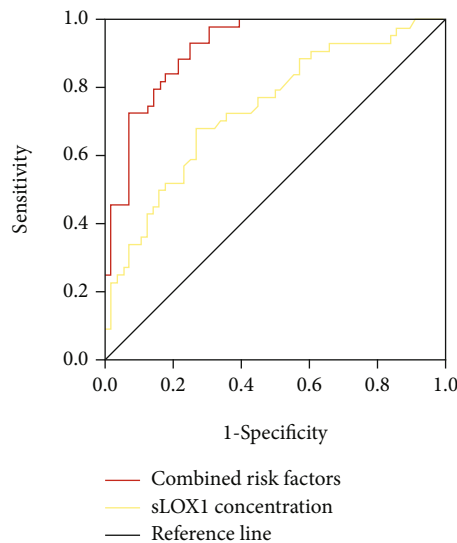 1.0
0.8
0.6
0.4
0.2
0.0
Sensitivity
0.0 0.2 0.4 0.6 0.8 1.0
1-Specificity
Combined risk factors
sLOX1 concentration
Reference line